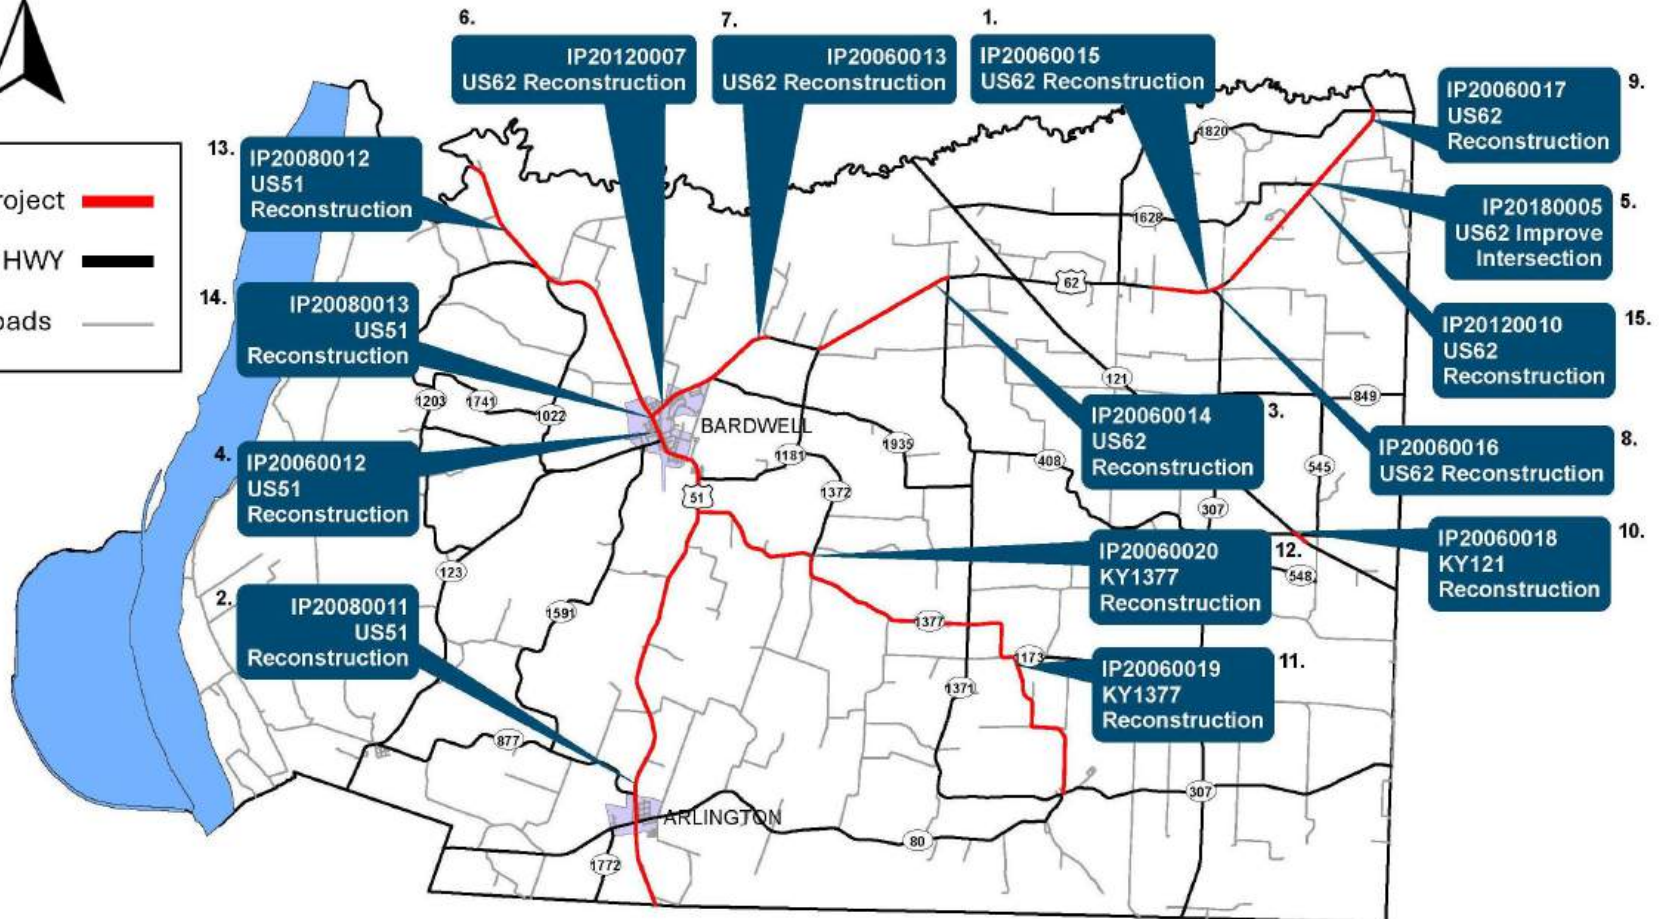 6.
7.
1.
IP20120007
US62 Reconstruction
IP20060013
US62 Reconstruction
IP20060015
US62 Reconstruction
9.
IP20060017
US62
Reconstruction
13.
IP20080012
US51
Reconstruction
HWY
5.
IP20180005
US62 Improve
Intersection
14.
IP20080013
US51
Reconstruction
15.
IP20120010
US62
Reconstruction
1820
1628
62
121
849
1203
1741
1022
BARDWELL
3.
IP20060014
US62
Reconstruction
8.
IP20060016
US62 Reconstruction
4.
IP20060012
US51
Reconstruction
1935
1181
408
545
51
1372
307
10.
IP20060018
KY121
Reconstruction
12.
IP20060020
KY1377
Reconstruction
548
123
2.
IP20080011
US51
Reconstruction
1591
1377
1173
11.
IP20060019
KY1377
Reconstruction
1371
877
307
ARLINGTON
80
1772